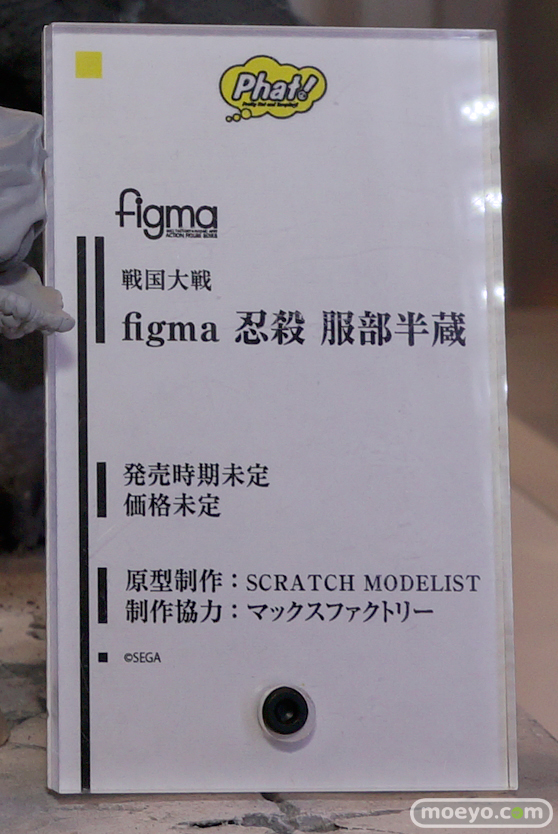 Phat!
figma
戦国大戦
figma 忍殺 服部半蔵
発売時期未定
価格未定
原型制作：SCRATCH MODELIST
制作協力：マックスファクトリー
©SEGA
moeyo.com